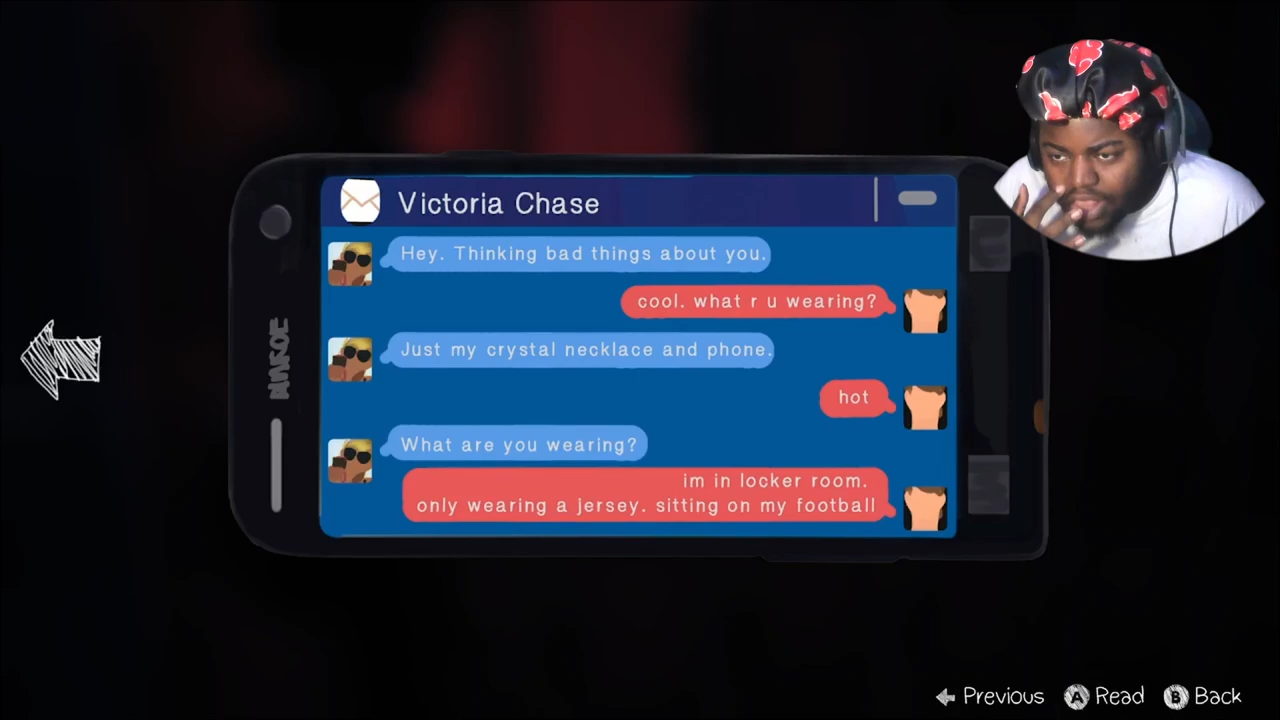 Victoria Chase
Hey. Thinking bad things about you.
cool. what r u wearing?
Just my crystal necklace and phone.
hot
What are you wearing?
im in locker room.
only wearing a jersey. sitting on my football
Previous
A Read
B Back